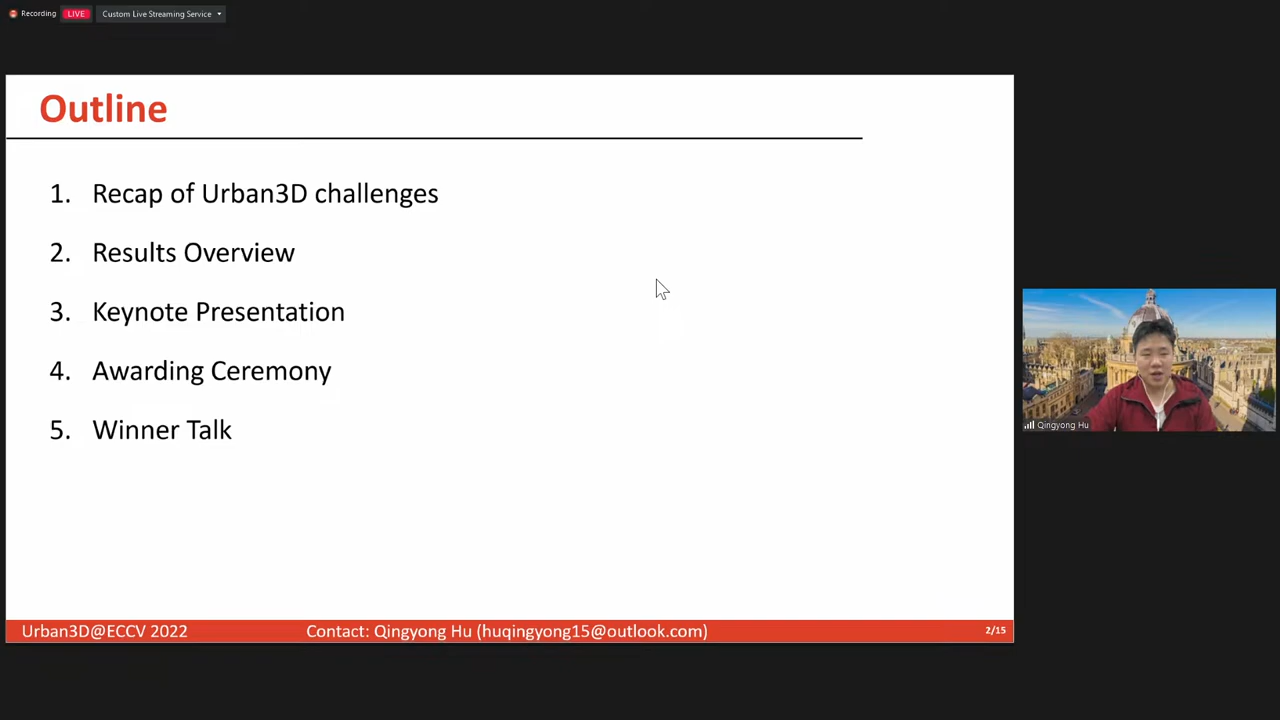 Recording LIVE Custom Live Streaming Service
Outline
1. Recap of Urban3D challenges
2. Results Overview
3. Keynote Presentation
4. Awarding Ceremony
5. Winner Talk
Qingyong Hu
Urban3D@ECCV 2022 Contact: Qingyong Hu (huqingyong15@outlook.com) 2/15